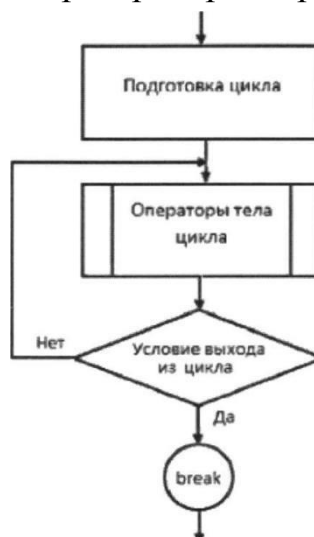 Подготовка цикла
Операторы тела
цикла
Нет
Условие выхода
из цикла
Да
break